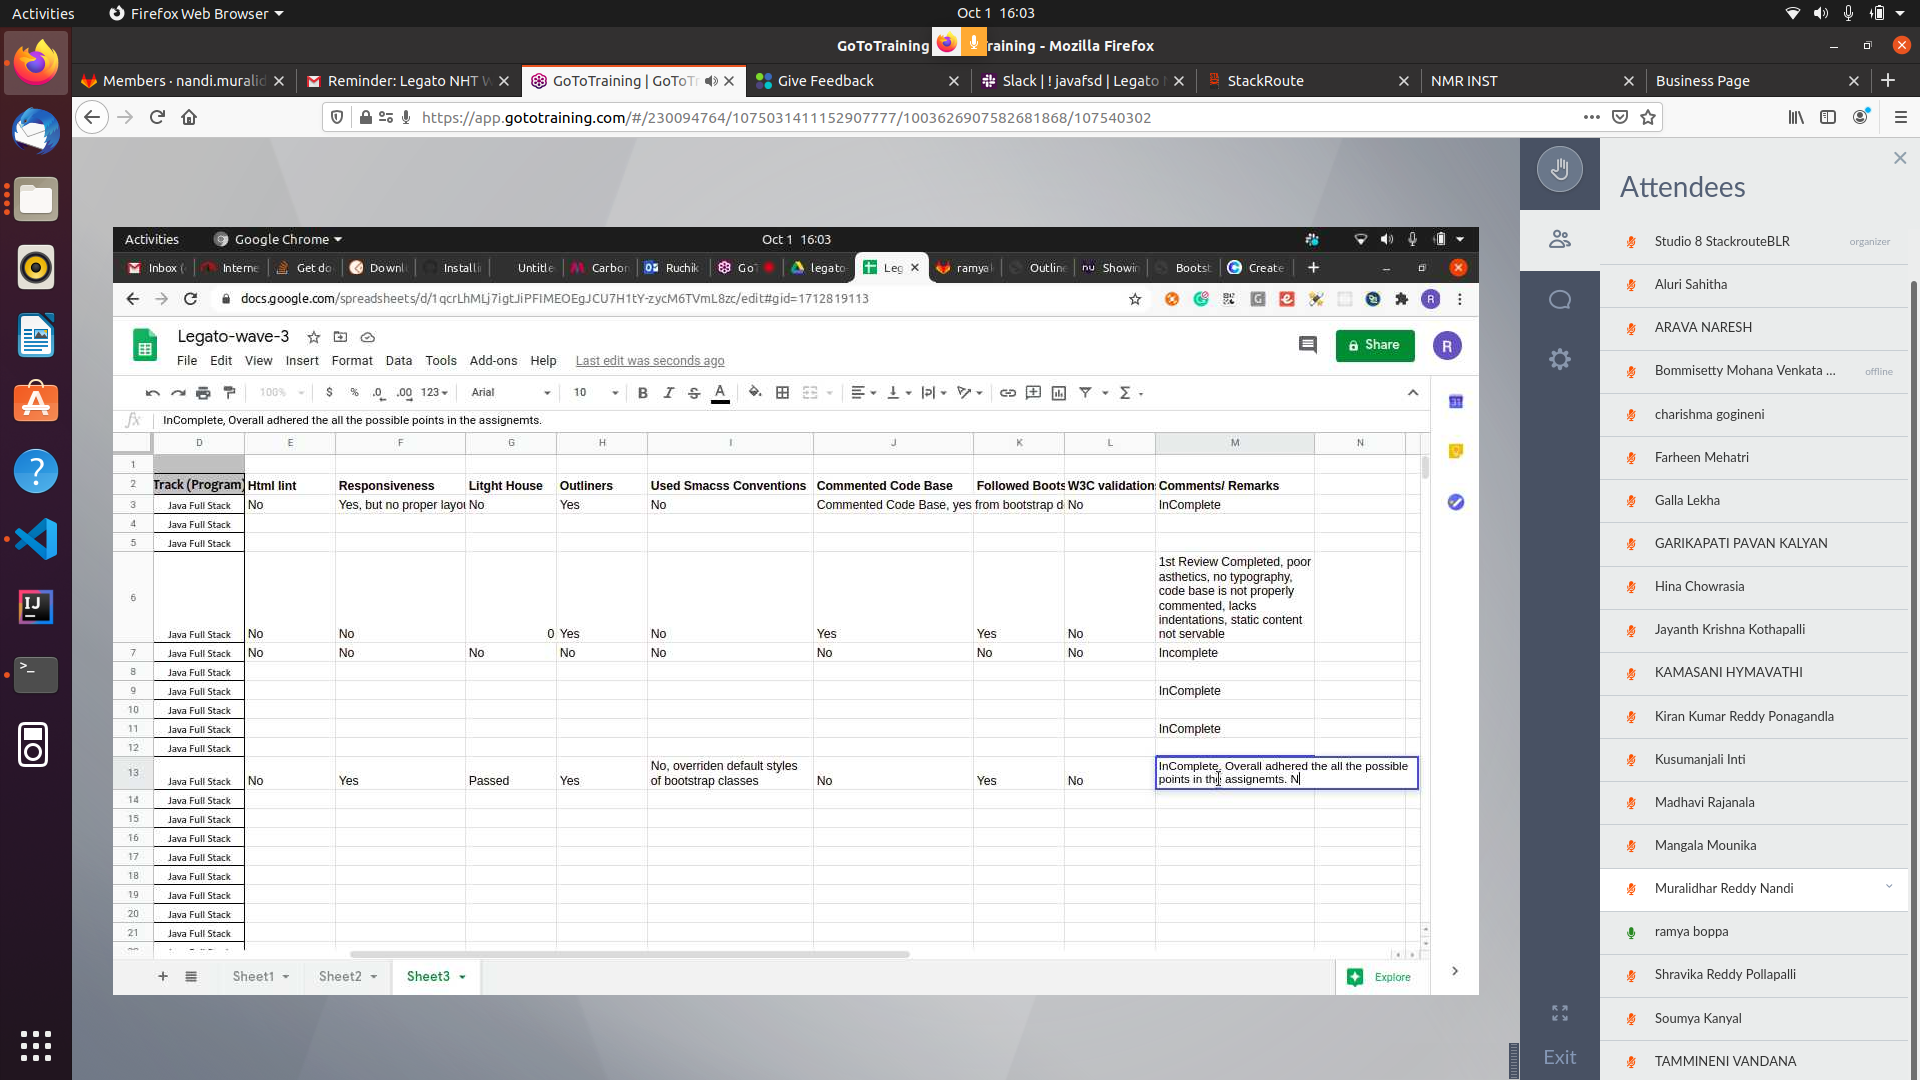 Activities
Firefox Web Browser
Oct 1 16:03
GoToTraining
raining - Mozilla Firefox
Members · nandi.muralid
Reminder: Legato NHT W
GoToTraining | GoToTr
Give Feedback
Slack | ! javafsd | Legato
StackRoute
NMR INST
Business Page
https://app.gototraining.com/#/230094764/1075031411152907777/1003626907582681868/107540302
Activities
Google Chrome
Oct 1 16:03
Inbox (
Interne
Get do
Downl
Installi
Untitle
Carbor
Ruchik
GoT
legato
Leg
ramya
Outline
Showin
Bootst
Create
docs.google.com/spreadsheets/d/1qcrLhMLj7igtJiPFIMEOEgJCU7H1tY-zycM6TVmL8zc/edit#gid=1712819113
Legato-wave-3
File Edit View Insert Format Data Tools Add-ons Help Last edit was seconds ago
Share
R
100% $ % .0 .00 123 Arial 10 B I S A
fx InComplete, Overall adhered the all the possible points in the assignemts.
D E F G H I J K L M N
1
2 Track (Program) Html lint Responsiveness Litght House Outliners Used Smacss Conventions Commented Code Base Followed Boots W3C validation Comments/ Remarks
3 Java Full Stack No Yes, but no proper layou No Yes No Commented Code Base, yes from bootstrap d No InComplete
4 Java Full Stack
5 Java Full Stack
1st Review Completed, poor
asthetics, no typography,
code base is not properly
commented, lacks
indentations, static content
not servable
6 Java Full Stack No No 0 Yes No Yes Yes No
7 Java Full Stack No No No No No No No No Incomplete
8 Java Full Stack
9 Java Full Stack InComplete
10 Java Full Stack
11 Java Full Stack InComplete
12 Java Full Stack
13 Java Full Stack No Yes Passed Yes No, overriden default styles
of bootstrap classes No Yes No InComplete, Overall adhered the all the possible
points in the assignemts. N
14 Java Full Stack
15 Java Full Stack
16 Java Full Stack
17 Java Full Stack
18 Java Full Stack
19 Java Full Stack
20 Java Full Stack
21 Java Full Stack
Sheet1 Sheet2 Sheet3
Explore
Attendees
Studio 8 StackrouteBLR organizer
Aluri Sahitha
ARAVA NARESH
Bommisetty Mohana Venkata ... offline
charishma gogineni
Farheen Mehatri
Galla Lekha
GARIKAPATI PAVAN KALYAN
Hina Chowrasia
Jayanth Krishna Kothapalli
KAMASANI HYMAVATHI
Kiran Kumar Reddy Ponagandla
Kusumanjali Inti
Madhavi Rajanala
Mangala Mounika
Muralidhar Reddy Nandi
ramya boppa
Shravika Reddy Pollapalli
Soumya Kanyal
TAMMINENI VANDANA
Exit